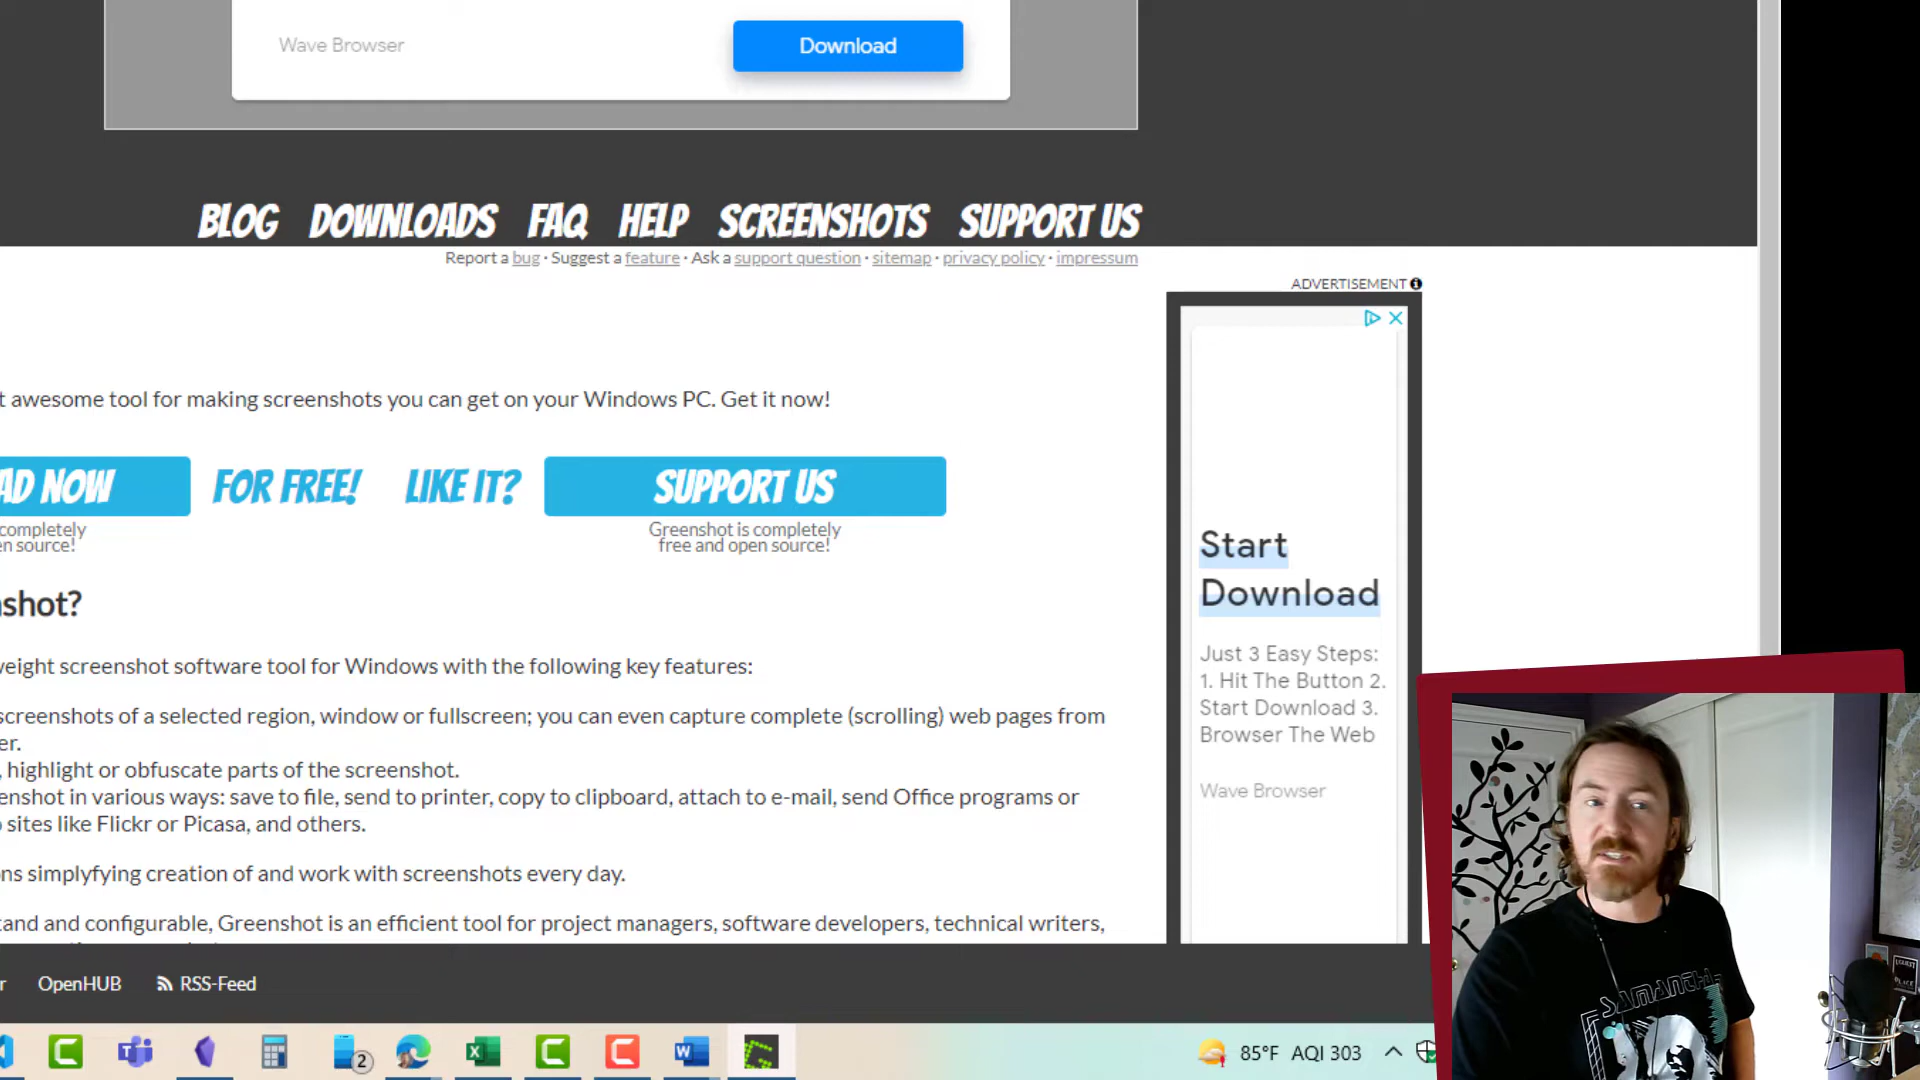 Wave Browser
Download
BLOG DOWNLOADS FAQ HELP SCREENSHOTS SUPPORT US
Report a bug · Suggest a feature · Ask a support question · sitemap · privacy policy · impressum
ADVERTISEMENT
t awesome tool for making screenshots you can get on your Windows PC. Get it now!
AD NOW FOR FREE! LIKE IT? SUPPORT US
completely
en source!
Greenshot is completely
free and open source!
shot?
weight screenshot software tool for Windows with the following key features:
screenshots of a selected region, window or fullscreen; you can even capture complete (scrolling) web pages from
er.
, highlight or obfuscate parts of the screenshot.
enshot in various ways: save to file, send to printer, copy to clipboard, attach to e-mail, send Office programs or
sites like Flickr or Picasa, and others.
ns simplyfying creation of and work with screenshots every day.
tand and configurable, Greenshot is an efficient tool for project managers, software developers, technical writers,
Start
Download
Just 3 Easy Steps:
1. Hit The Button 2.
Start Download 3.
Browser The Web
Wave Browser
r OpenHUB RSS-Feed
2
85°F AQI 303
SAMANTHA